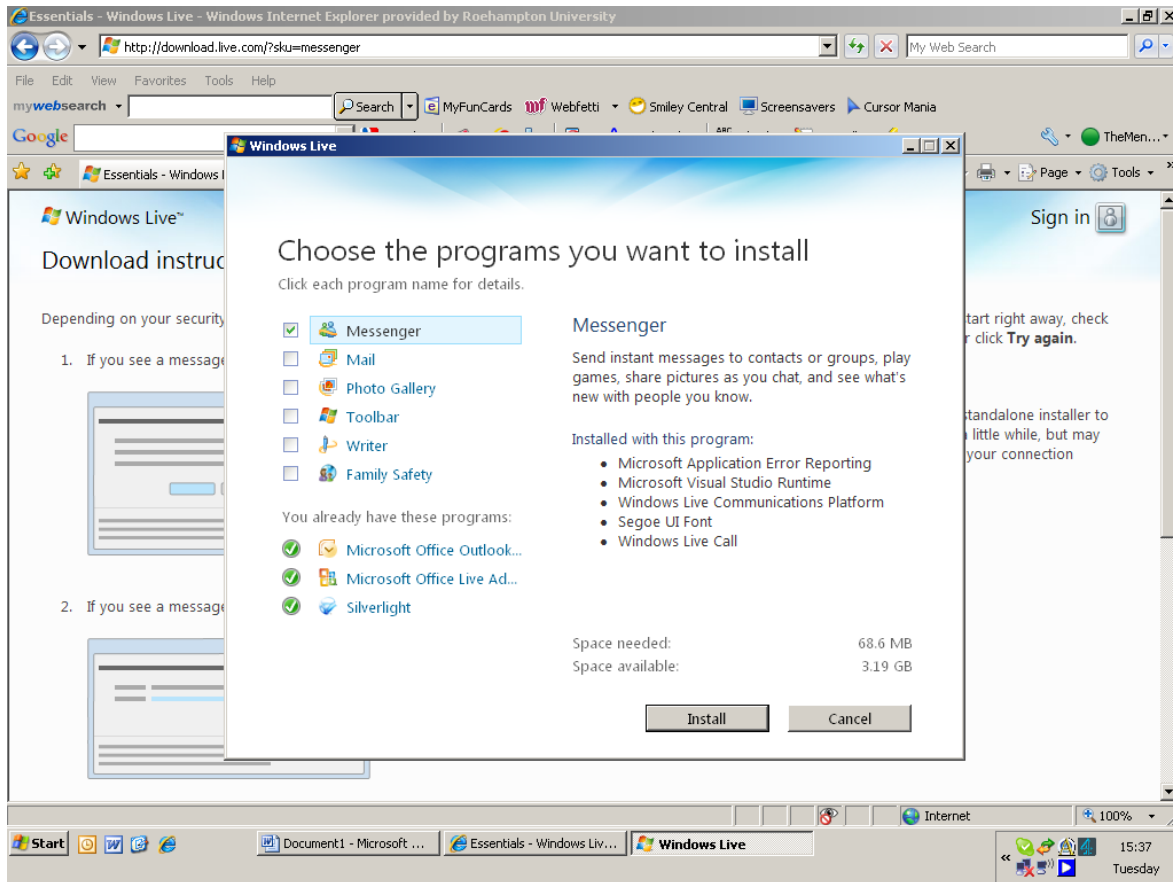 Essentials - Windows Live - Windows Internet Explorer provided by Roehampton University
http://download.live.com/?sku=messenger
My Web Search
File Edit View Favorites Tools Help
mywebsearch Search MyFunCards Webfetti Smiley Central Screensavers Cursor Mania
Google TheMen...
Essentials - Windows Page Tools
Windows Live
Windows Live™
Sign in
Download instruc
Choose the programs you want to install
Click each program name for details.
Depending on your security
tart right away, check
click Try again.
1. If you see a message
Messenger
Mail
Photo Gallery
Toolbar
Writer
Family Safety
You already have these programs:
Microsoft Office Outlook...
Microsoft Office Live Ad...
Silverlight
Messenger
Send instant messages to contacts or groups, play
games, share pictures as you chat, and see what's
new with people you know.
Installed with this program:
• Microsoft Application Error Reporting
• Microsoft Visual Studio Runtime
• Windows Live Communications Platform
• Segoe UI Font
• Windows Live Call
standalone installer to
little while, but may
your connection
2. If you see a message
Space needed: 68.6 MB
Space available: 3.19 GB
Install Cancel
Internet 100%
Start Document1 - Microsoft ... Essentials - Windows Liv... Windows Live
15:37
Tuesday